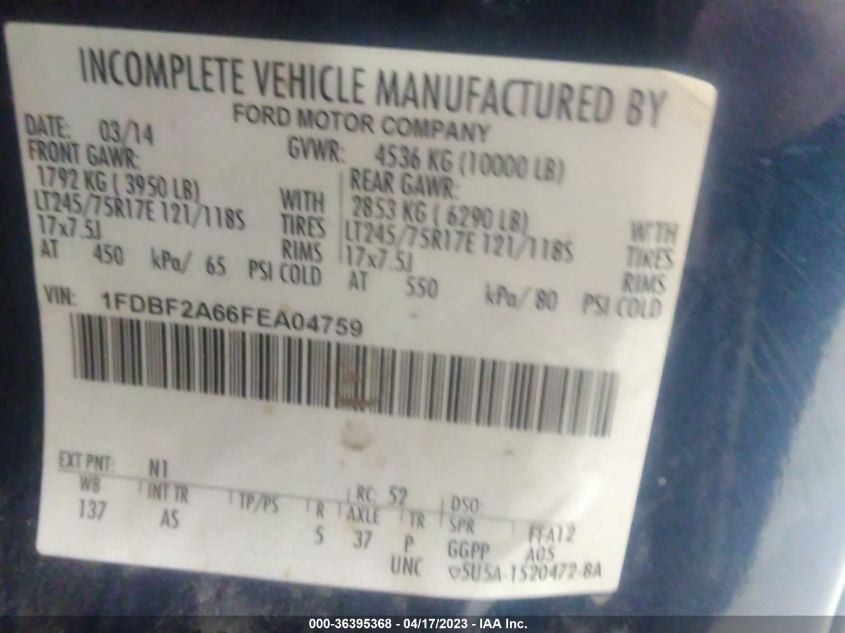 INCOMPLETE VEHICLE MANUFACTURED BY
FORD MOTOR COMPANY
DATE: 03/14 GVWR: 4536 KG (10000 LB)
FRONT GAWR: REAR GAWR:
1792 KG ( 3950 LB) WITH 2853 KG ( 6290 LB) WITH
LT245/75R17E 121/118S TIRES LT245/75R17E 121/118S TIRES
17x7.5J RIMS 17x7.5J RIMS
AT 450 kPa/ 65 PSI COLD AT 550 kPa/ 80 PSI COLD
VIN: 1FDBF2A66FEA04759
EXT PNT: N1 RC: 52 DSO:
WB INT TR TP/PS R AXLE TR SPR FFA12
137 AS S 37 P GGPP A05
UNC ▽5U5A-1520472-BA
000-36395368 - 04/17/2023 - IAA Inc.